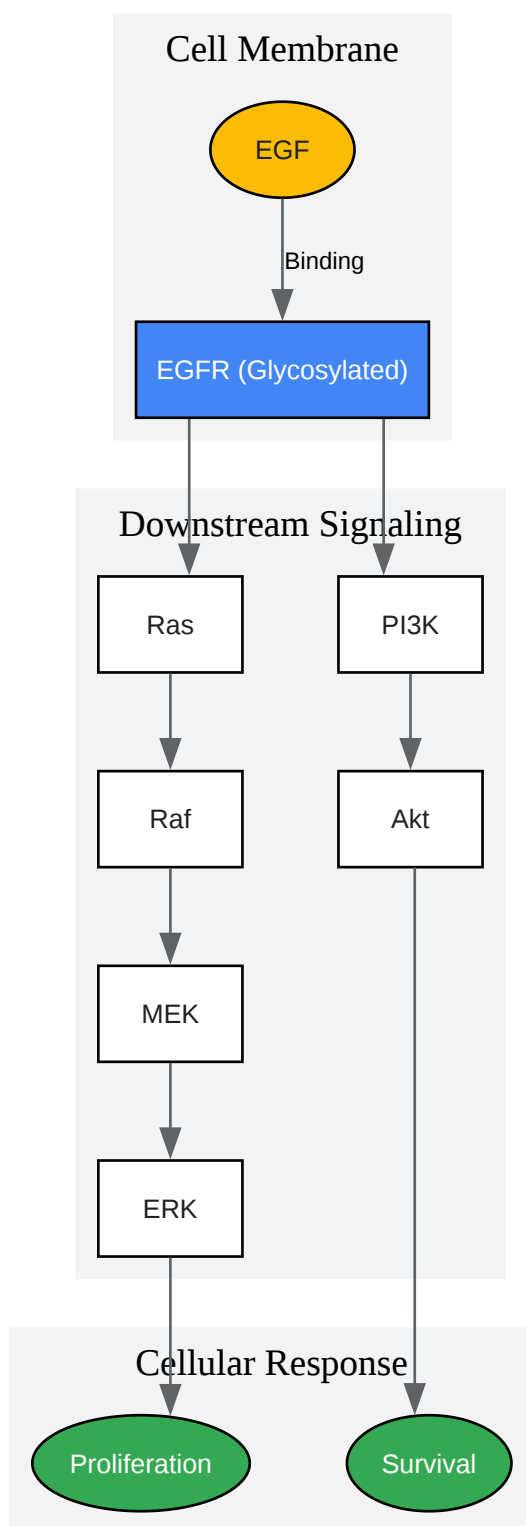 Cell Membrane
EGF
Binding
EGFR (Glycosylated)
Downstream Signaling
Ras
PI3K
Raf
Akt
MEK
ERK
Cellular Response
Proliferation
Survival